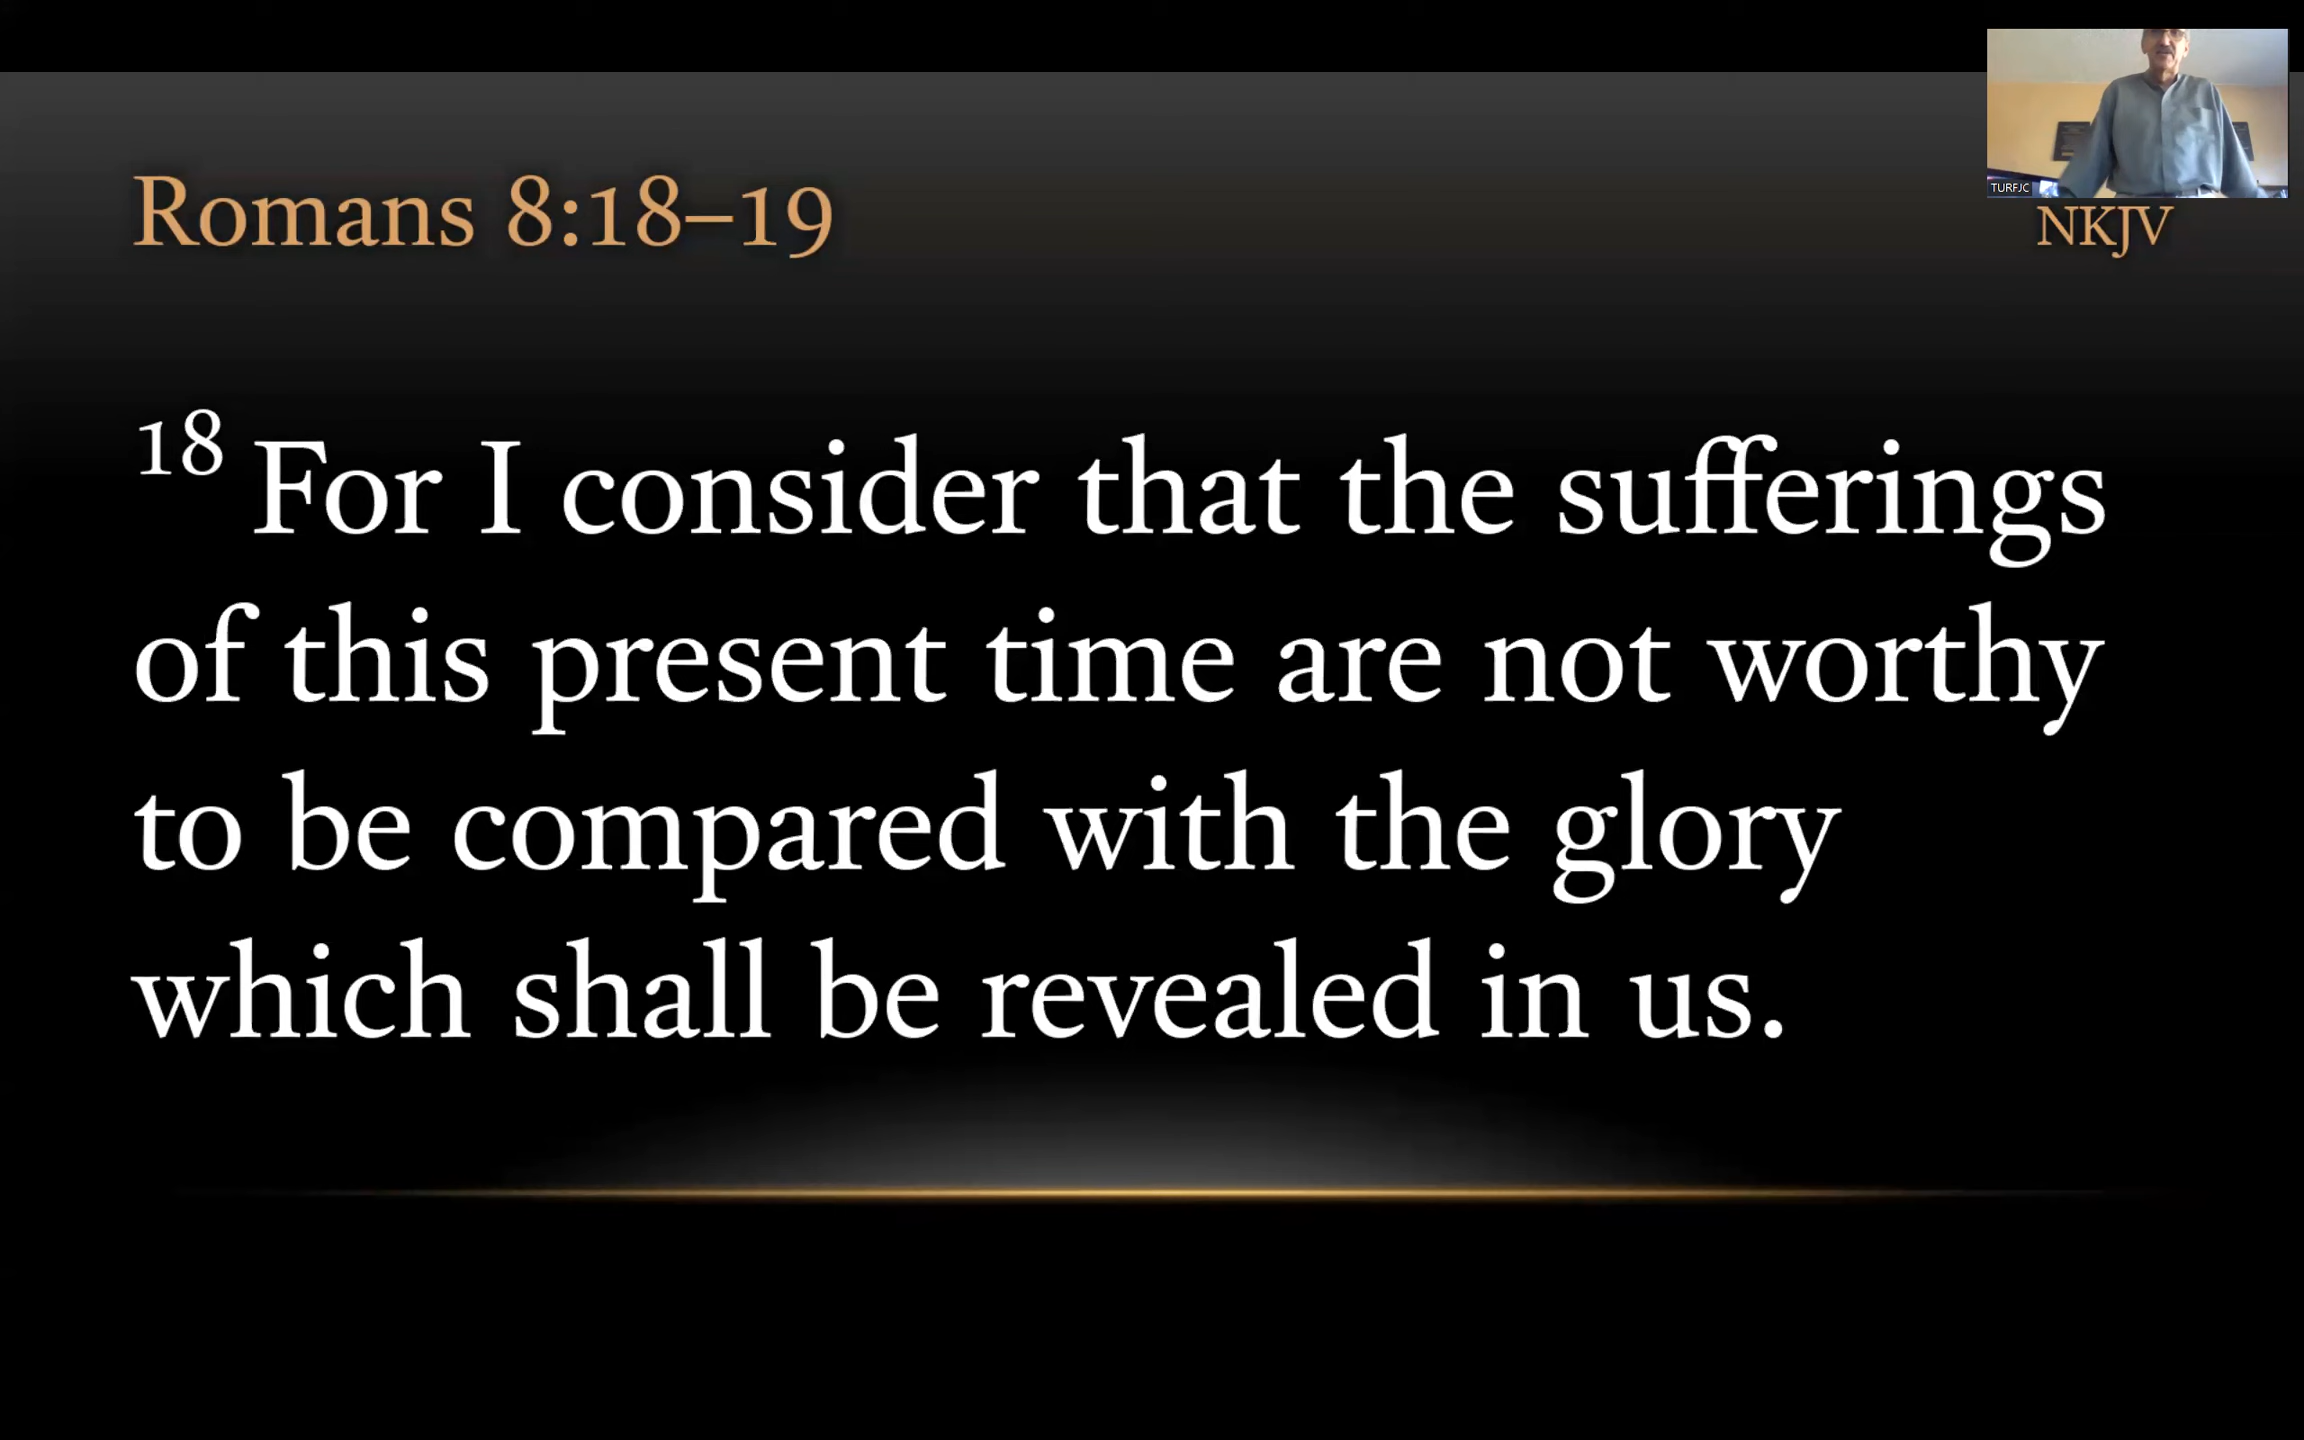 TURFJC
Romans 8:18–19
NKJV
18 For I consider that the sufferings
of this present time are not worthy
to be compared with the glory
which shall be revealed in us.